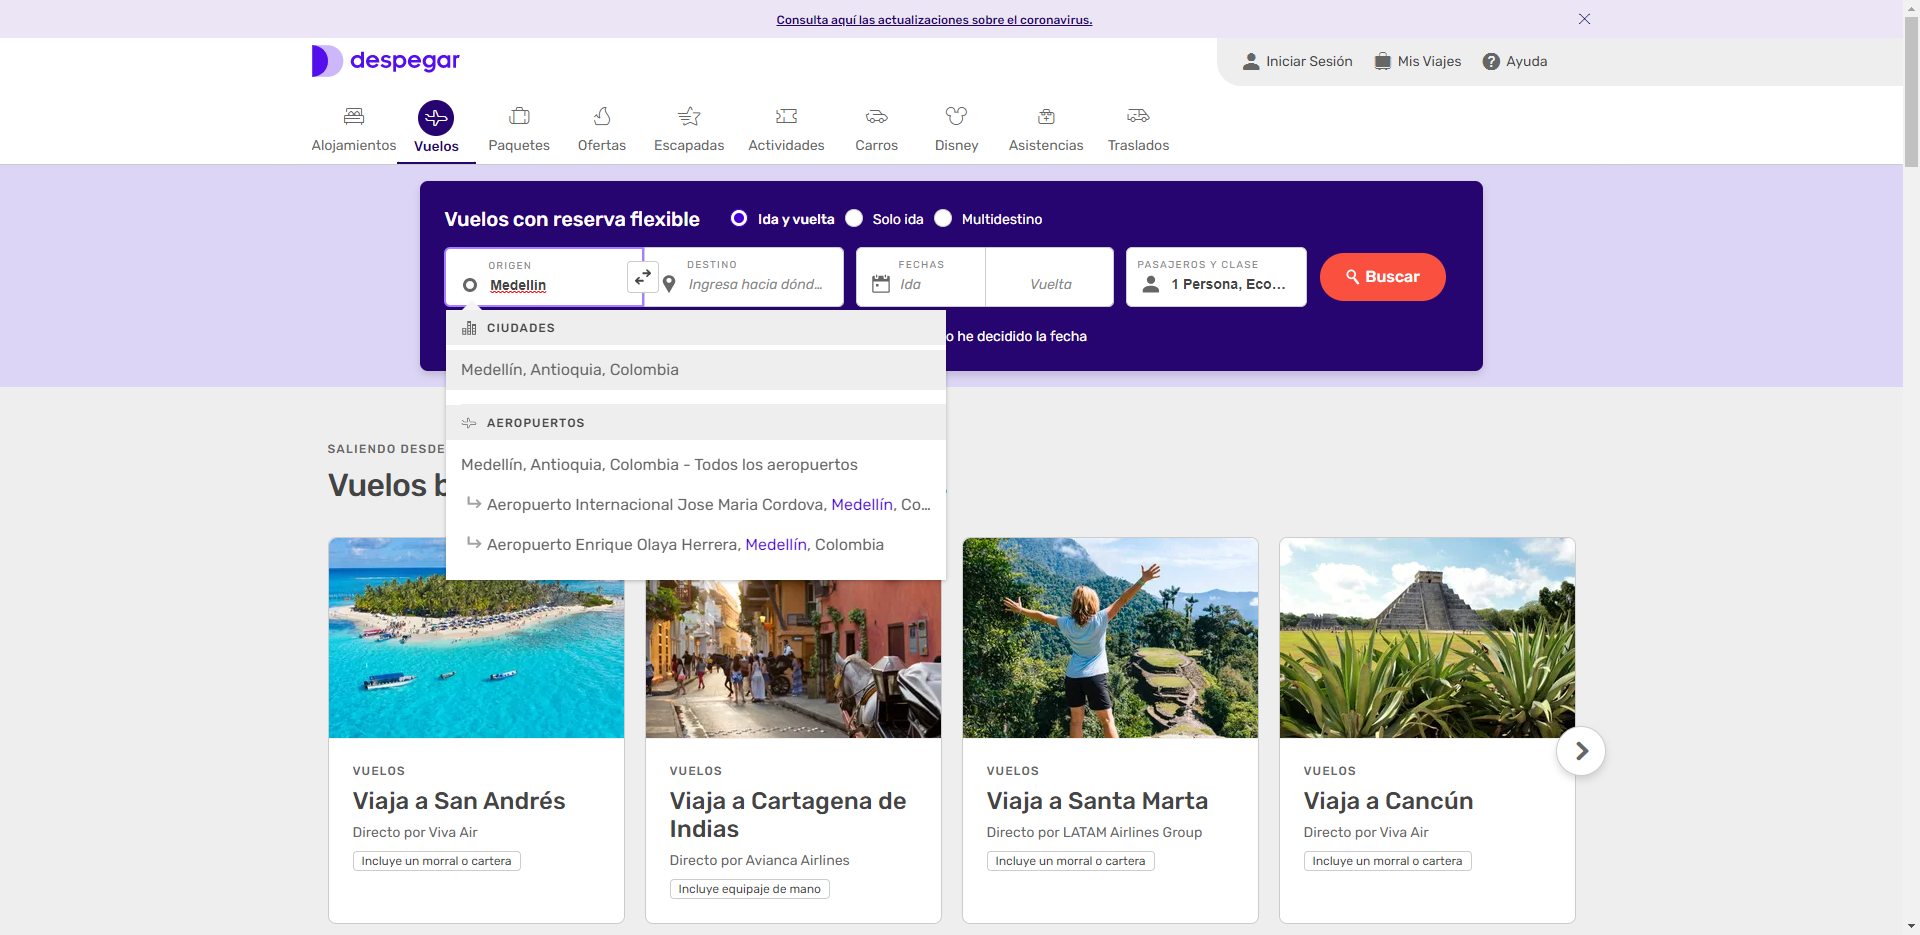 Consulta aquí las actualizaciones sobre el coronavirus.
despegar
Iniciar Sesión
Mis Viajes
Ayuda
Alojamientos
Vuelos
Paquetes
Ofertas
Escapadas
Actividades
Carros
Disney
Asistencias
Traslados
Vuelos con reserva flexible
Ida y vuelta
Solo ida
Multidestino
ORIGEN
Medellin
DESTINO
Ingresa hacia dónd...
FECHAS
Ida
Vuelta
PASAJEROS Y CLASE
1 Persona, Eco...
Buscar
o he decidido la fecha
CIUDADES
Medellín, Antioquia, Colombia
AEROPUERTOS
Medellín, Antioquia, Colombia - Todos los aeropuertos
Aeropuerto Internacional Jose Maria Cordova, Medellín, Co...
Aeropuerto Enrique Olaya Herrera, Medellín, Colombia
SALIENDO DESDE
Vuelos b
VUELOS
Viaja a San Andrés
Directo por Viva Air
Incluye un morral o cartera
VUELOS
Viaja a Cartagena de
Indias
Directo por Avianca Airlines
Incluye equipaje de mano
VUELOS
Viaja a Santa Marta
Directo por LATAM Airlines Group
Incluye un morral o cartera
VUELOS
Viaja a Cancún
Directo por Viva Air
Incluye un morral o cartera